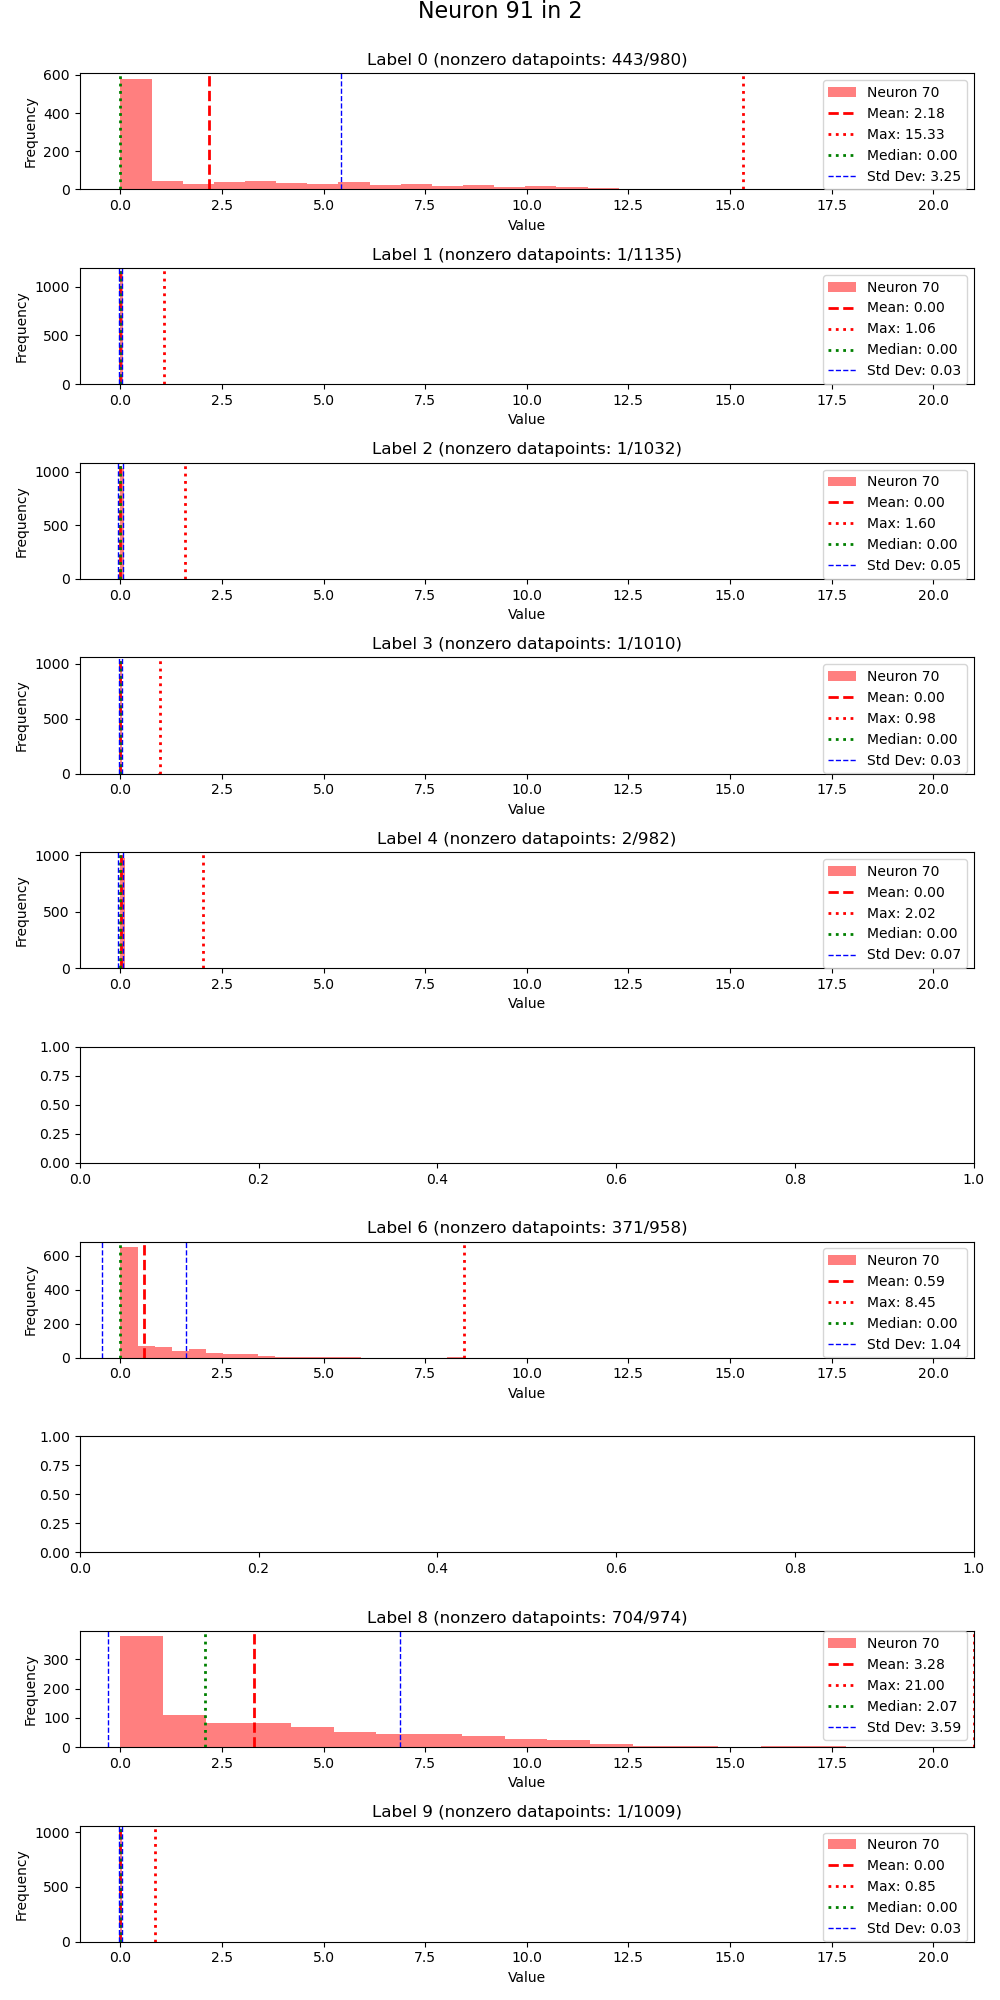 Neuron 91 in 2
Label 0 (nonzero datapoints: 443/980)
600
400
200
0
Frequency
Neuron 70
Mean: 2.18
Max: 15.33
Median: 0.00
Std Dev: 3.25
0.0 2.5 5.0 7.5 10.0 12.5 15.0 17.5 20.0
Value
Label 1 (nonzero datapoints: 1/1135)
1000
500
0
Frequency
Neuron 70
Mean: 0.00
Max: 1.06
Median: 0.00
Std Dev: 0.03
0.0 2.5 5.0 7.5 10.0 12.5 15.0 17.5 20.0
Value
Label 2 (nonzero datapoints: 1/1032)
1000
500
0
Frequency
Neuron 70
Mean: 0.00
Max: 1.60
Median: 0.00
Std Dev: 0.05
0.0 2.5 5.0 7.5 10.0 12.5 15.0 17.5 20.0
Value
Label 3 (nonzero datapoints: 1/1010)
1000
500
0
Frequency
Neuron 70
Mean: 0.00
Max: 0.98
Median: 0.00
Std Dev: 0.03
0.0 2.5 5.0 7.5 10.0 12.5 15.0 17.5 20.0
Value
Label 4 (nonzero datapoints: 2/982)
1000
500
0
Frequency
Neuron 70
Mean: 0.00
Max: 2.02
Median: 0.00
Std Dev: 0.07
0.0 2.5 5.0 7.5 10.0 12.5 15.0 17.5 20.0
Value
1.00
0.75
0.50
0.25
0.00
0.0 0.2 0.4 0.6 0.8 1.0
Label 6 (nonzero datapoints: 371/958)
600
400
200
0
Frequency
Neuron 70
Mean: 0.59
Max: 8.45
Median: 0.00
Std Dev: 1.04
0.0 2.5 5.0 7.5 10.0 12.5 15.0 17.5 20.0
Value
1.00
0.75
0.50
0.25
0.00
0.0 0.2 0.4 0.6 0.8 1.0
Label 8 (nonzero datapoints: 704/974)
300
200
100
0
Frequency
Neuron 70
Mean: 3.28
Max: 21.00
Median: 2.07
Std Dev: 3.59
0.0 2.5 5.0 7.5 10.0 12.5 15.0 17.5 20.0
Value
Label 9 (nonzero datapoints: 1/1009)
1000
500
0
Frequency
Neuron 70
Mean: 0.00
Max: 0.85
Median: 0.00
Std Dev: 0.03
0.0 2.5 5.0 7.5 10.0 12.5 15.0 17.5 20.0
Value